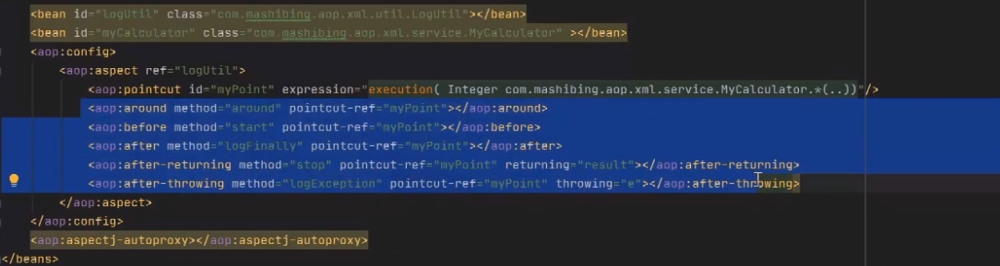 <bean id="logUtil" class="com.mashibing.aop.xml.util.LogUtil"></bean>
<bean id="myCalculator" class="com.mashibing.aop.xml.service.MyCalculator" ></bean>
<aop:config>
<aop:aspect ref="logUtil">
<aop:pointcut id="myPoint" expression="execution( Integer com.mashibing.aop.xml.service.MyCalculator.*(..))"/>
<aop:around method="around" pointcut-ref="myPoint"></aop:around>
<aop:before method="start" pointcut-ref="myPoint"></aop:before>
<aop:after method="logFinally" pointcut-ref="myPoint"></aop:after>
<aop:after-returning method="stop" pointcut-ref="myPoint" returning="result"></aop:after-returning>
<aop:after-throwing method="logException" pointcut-ref="myPoint" throwing="e"></aop:after-throwing>
</aop:aspect>
</aop:config>
<aop:aspectj-autoproxy></aop:aspectj-autoproxy>
</beans>